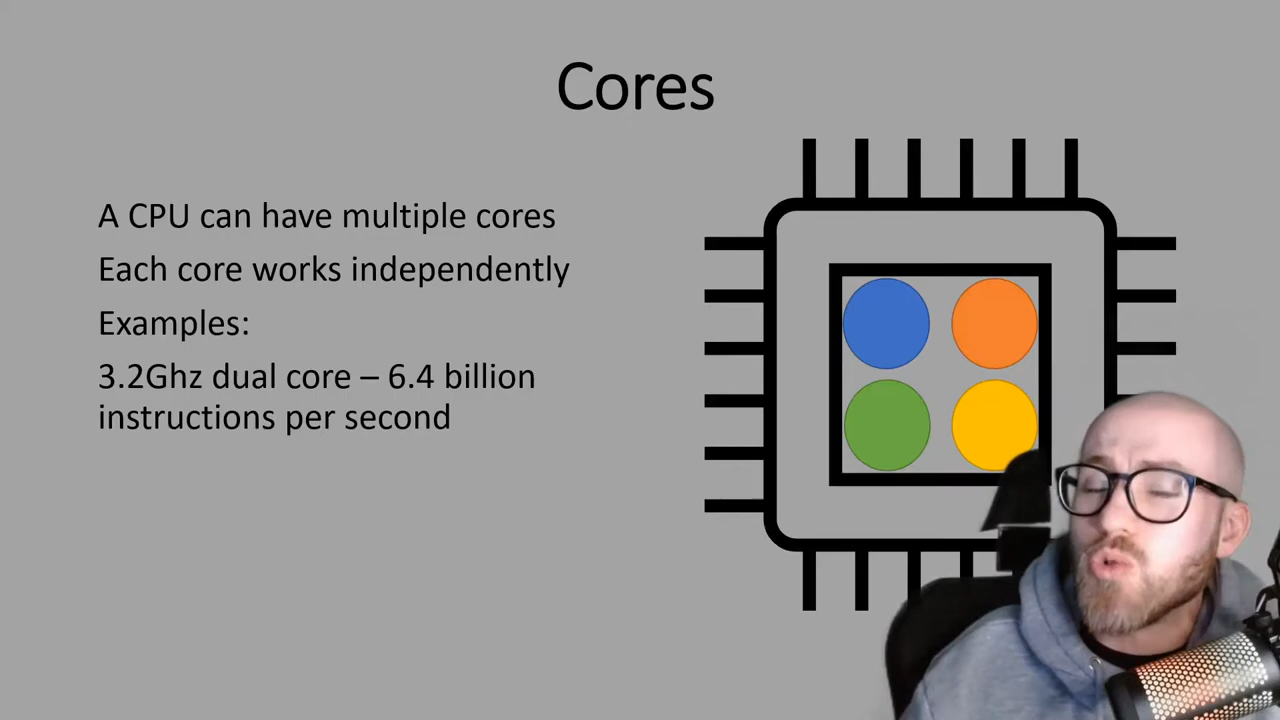 Cores
A CPU can have multiple cores
Each core works independently
Examples:
3.2Ghz dual core – 6.4 billion
instructions per second